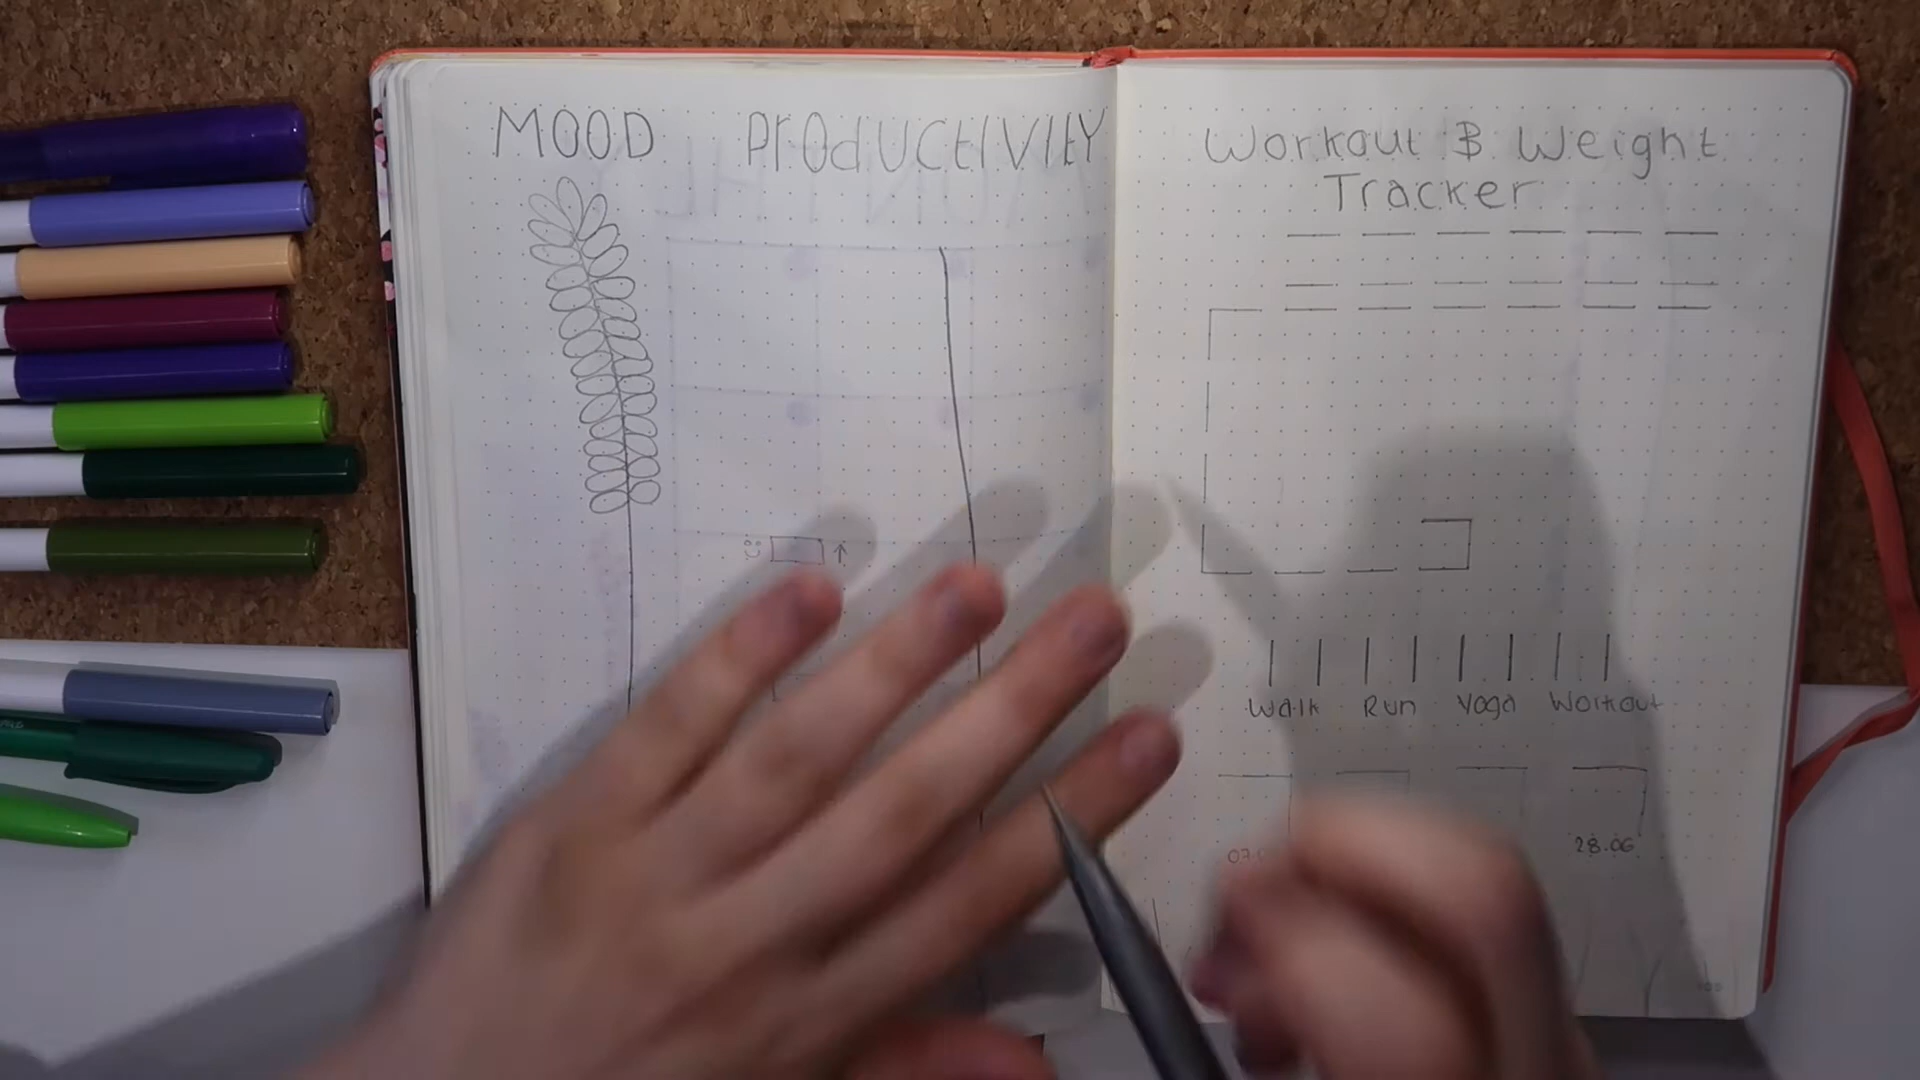 MOOD
PrOdUCtIVItY
Workout & Weight
Tracker
Walk Run Yoga Workout
28.06